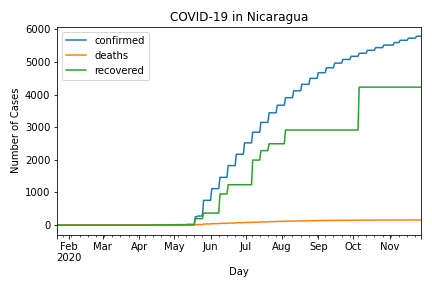 COVID-19 in Nicaragua
confirmed
deaths
recovered
Number of Cases
6000
5000
4000
3000
2000
1000
0
Feb Mar Apr May Jun Jul Aug Sep Oct Nov
2020
Day